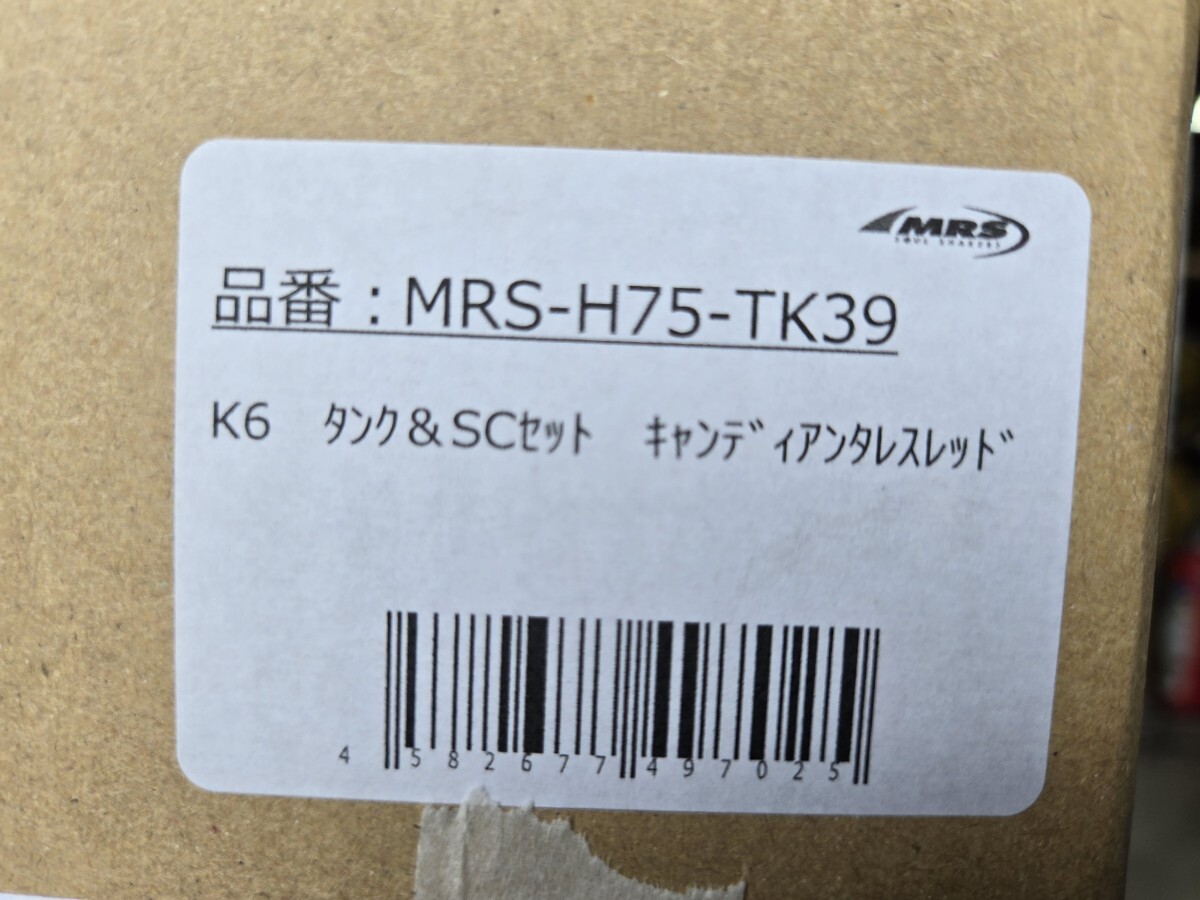 MRS
SOUL SHAKERS
品番：MRS-H75-TK39
K6　ﾀﾝｸ＆SCｾｯﾄ　ｷｬﾝﾃﾞｨｱﾝﾀﾚｽﾚｯﾄﾞ
4 582677 497025